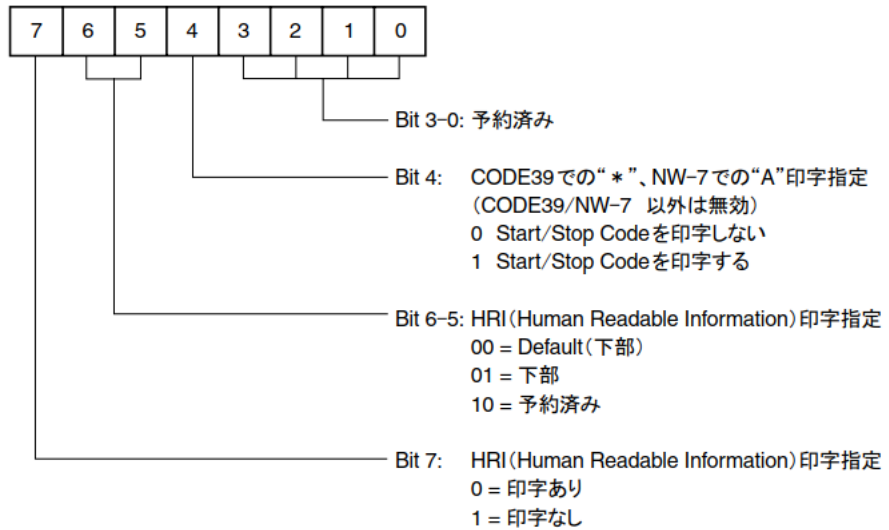 7 6 5 4 3 2 1 0
Bit 3-0: 予約済み
Bit 4: CODE39での“*”、NW-7での“A”印字指定
(CODE39/NW-7 以外は無効)
0 Start/Stop Codeを印字しない
1 Start/Stop Codeを印字する
Bit 6-5: HRI(Human Readable Information)印字指定
00 = Default(下部)
01 = 下部
10 = 予約済み
Bit 7: HRI(Human Readable Information)印字指定
0 = 印字あり
1 = 印字なし